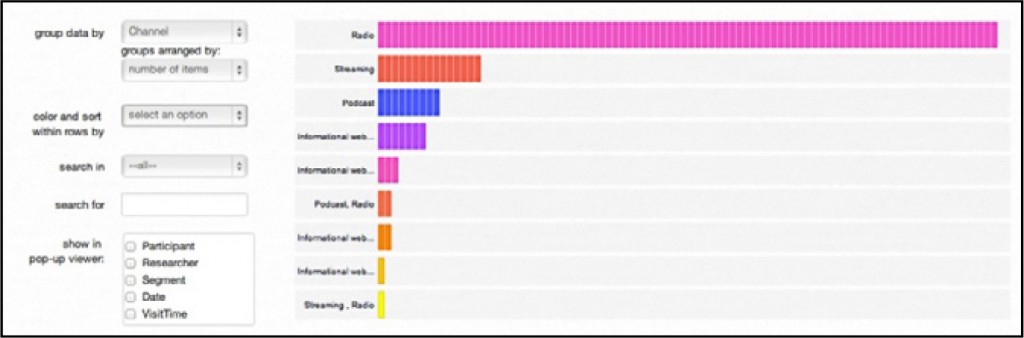 group data by
Channel
groups arranged by:
number of items
color and sort
within rows by
select an option
search in
--all--
search for
show in
pop-up viewer:
Participant
Researcher
Segment
Date
VisitTime
Radio
Streaming
Podcast
Informational web...
Informational web...
Podcast, Radio
Informational web...
Informational web...
Streaming , Radio